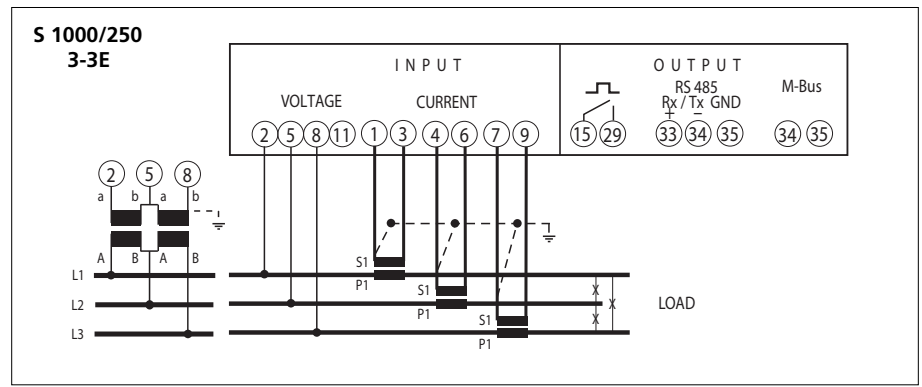 S 1000/250
3-3E
INPUT
OUTPUT
VOLTAGE
CURRENT
RS 485
Rx / Tx GND
+ −
M-Bus
2 5 8 11 1 3 4 6 7 9
15 29 33 34 35 34 35
2 5 8
a b a b
A B A B
L1
L2
L3
S1
P1
S1
P1
S1
P1
X
X
X
LOAD